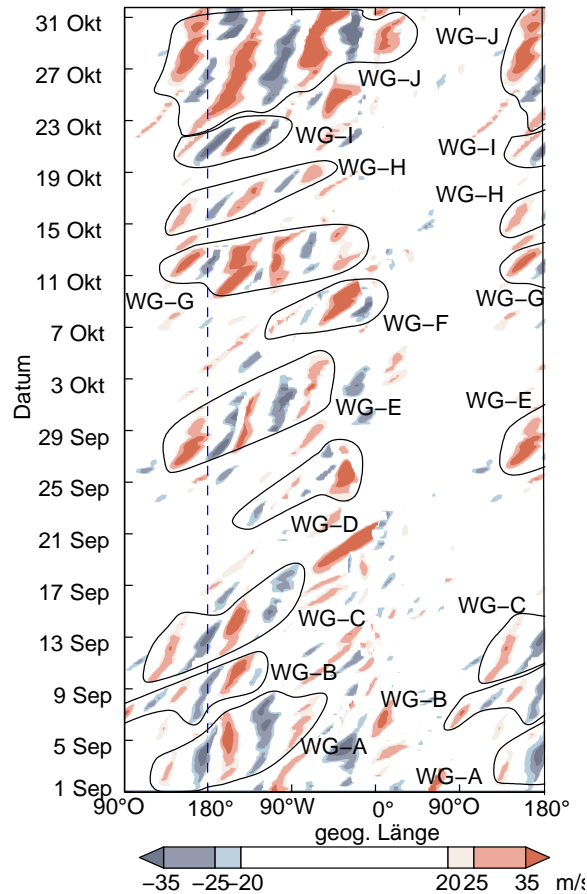 31 Okt
WG–J
WG–J
27 Okt
23 Okt
WG–I
WG–I
19 Okt
WG–H
WG–H
15 Okt
11 Okt
WG–G
WG–G
WG–F
7 Okt
3 Okt
WG–E
WG–E
29 Sep
25 Sep
WG–D
21 Sep
17 Sep
WG–C
WG–C
13 Sep
WG–B
9 Sep
WG–B
5 Sep
WG–A
WG–A
1 Sep
Datum
90°O 180° 90°W 0° 90°O 180°
geog. Länge
−35 −25 −20 20 25 35 m/s